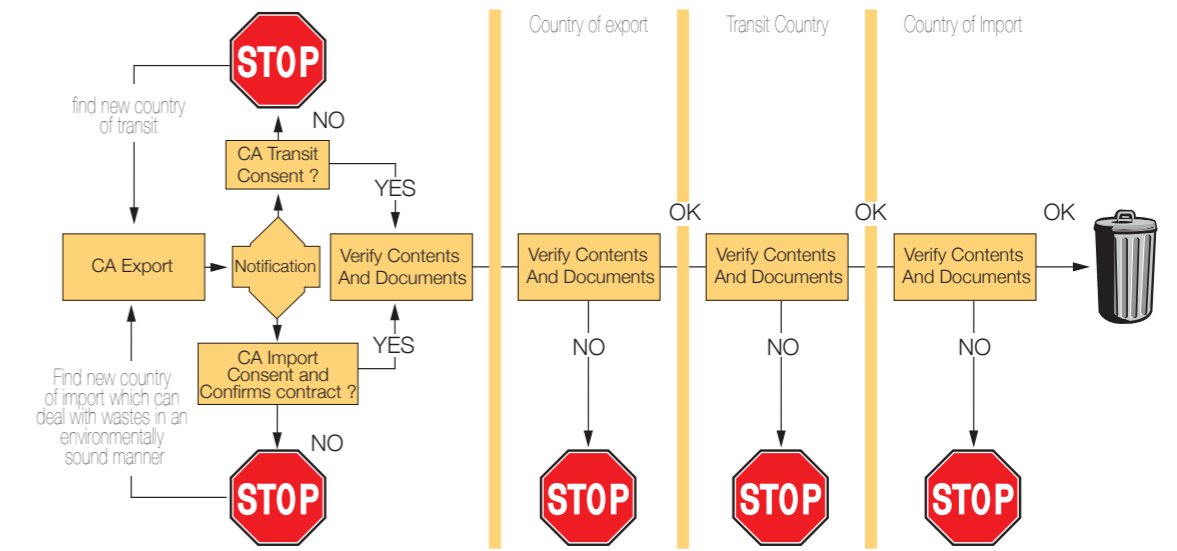 Country of export
Transit Country
Country of Import
STOP
find new country
of transit
NO
CA Transit
Consent ?
YES
OK
OK
OK
CA Export
Notification
Verify Contents
And Documents
Verify Contents
And Documents
Verify Contents
And Documents
Verify Contents
And Documents
YES
NO
NO
NO
CA Import
Consent and
Confirms contract ?
Find new country
of import which can
deal with wastes in an
environmentally
sound manner
NO
STOP
STOP
STOP
STOP